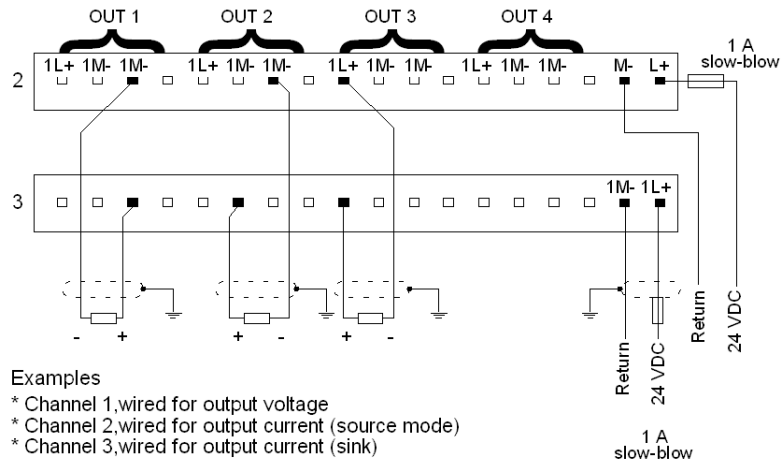 OUT 1 OUT 2 OUT 3 OUT 4
1 A
slow-blow
1L+ 1M- 1M- 1L+ 1M- 1M- 1L+ 1M- 1M- 1L+ 1M- 1M- M- L+
2
1M- 1L+
3
- + + - + -
Return
24 VDC
Return
24 VDC
1 A
slow-blow
Examples
* Channel 1,wired for output voltage
* Channel 2,wired for output current (source mode)
* Channel 3,wired for output current (sink)